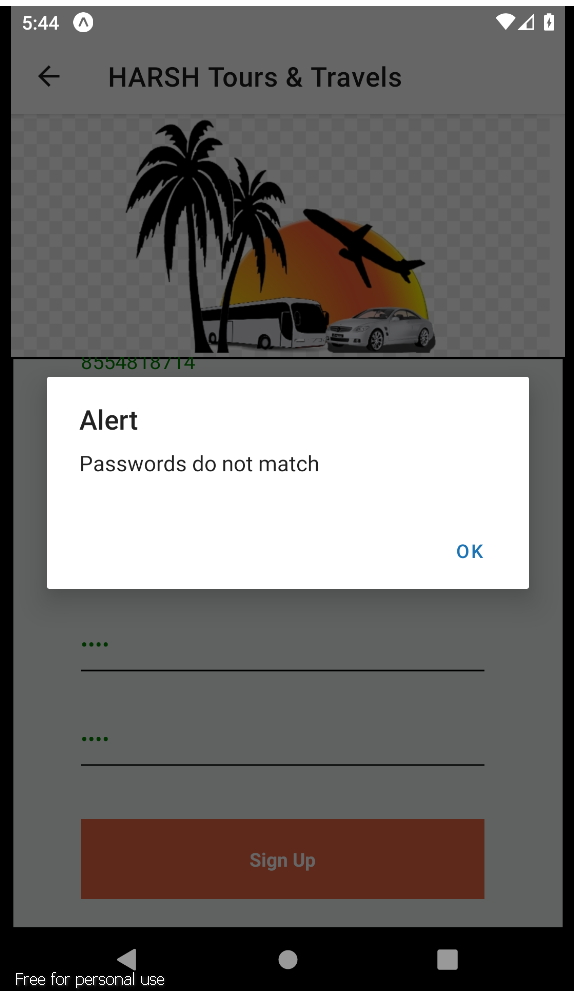 5:44
HARSH Tours & Travels
8554818714
Alert
Passwords do not match
OK
••••
••••
Sign Up
Free for personal use